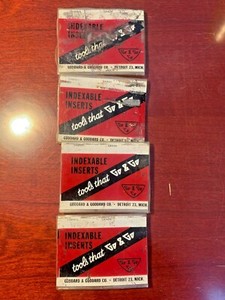 INDEXABLE
INSERTS
tools that Go & Go
GODDARD & GODDARD CO. • DETROIT 23, MICH.
INDEXABLE
INSERTS
tools that Go & Go
GODDARD & GODDARD CO. • DETROIT 23, MICH.
INDEXABLE
INSERTS
tools that Go & Go
GODDARD & GODDARD CO. • DETROIT 23, MICH.
INDEXABLE
INSERTS
tools that Go & Go
GODDARD & GODDARD CO. • DETROIT 23, MICH.